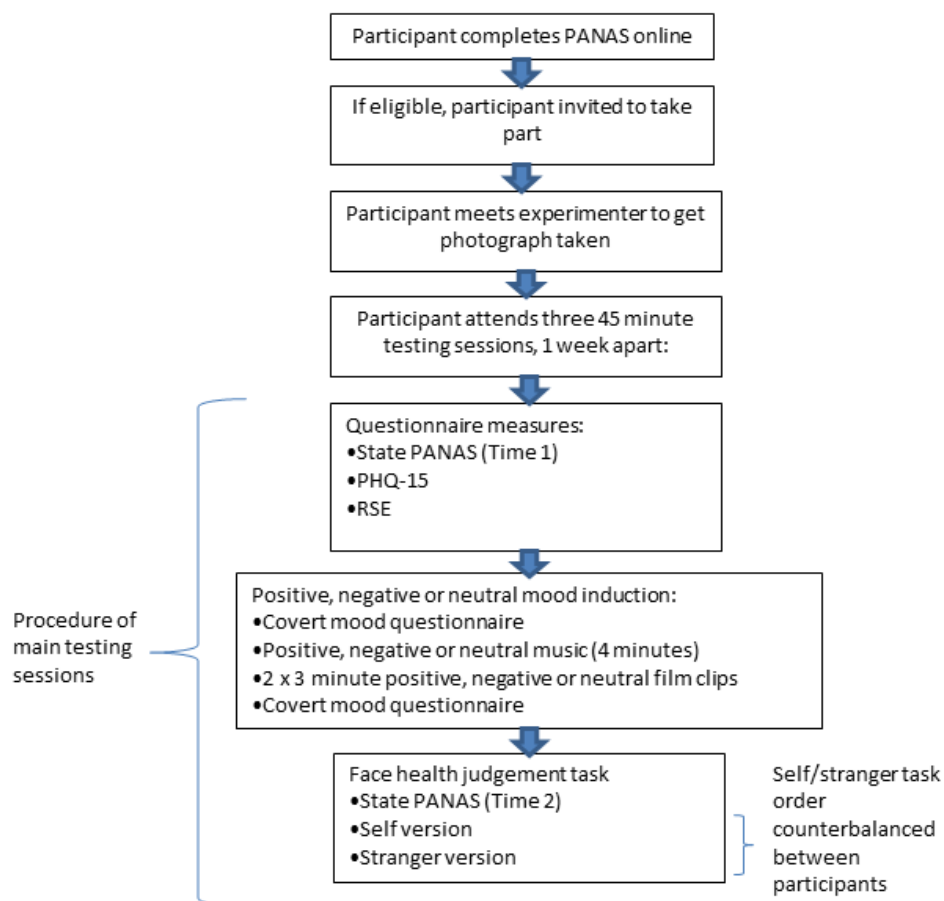 Participant completes PANAS online
If eligible, participant invited to take
part
Participant meets experimenter to get
photograph taken
Participant attends three 45 minute
testing sessions, 1 week apart:
Questionnaire measures:
•State PANAS (Time 1)
•PHQ-15
•RSE
Procedure of
main testing
sessions
Positive, negative or neutral mood induction:
•Covert mood questionnaire
•Positive, negative or neutral music (4 minutes)
•2 x 3 minute positive, negative or neutral film clips
•Covert mood questionnaire
Face health judgement task
•State PANAS (Time 2)
•Self version
•Stranger version
Self/stranger task
order
counterbalanced
between
participants